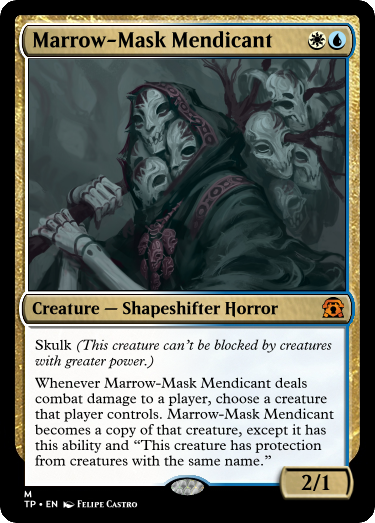 Marrow-Mask Mendicant
Creature — Shapeshifter Horror
Skulk (This creature can't be blocked by creatures
with greater power.)
Whenever Marrow-Mask Mendicant deals
combat damage to a player, choose a creature
that player controls. Marrow-Mask Mendicant
becomes a copy of that creature, except it has
this ability and “This creature has protection
from creatures with the same name.”
2/1
M
TP • EN Felipe Castro